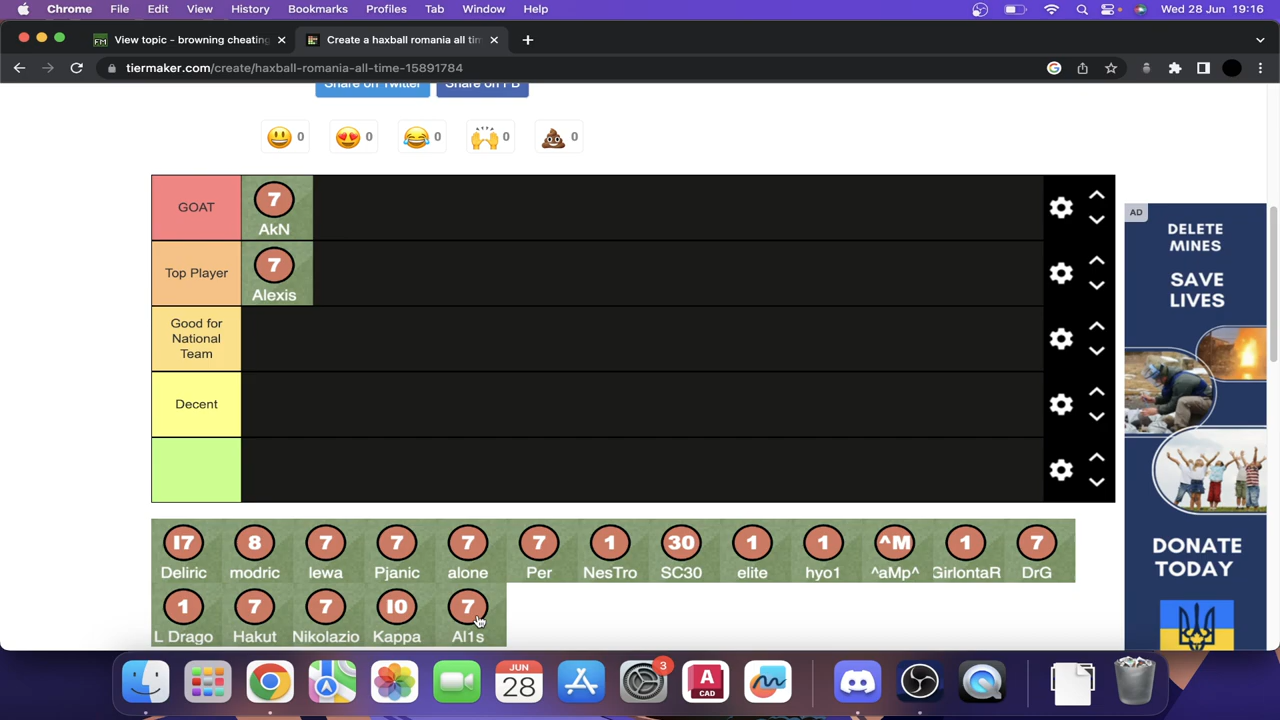 Chrome File Edit View History Bookmarks Profiles Tab Window Help Wed 28 Jun 19:16
View topic - browning cheating Create a haxball romania all tim
tiermaker.com/create/haxball-romania-all-time-15891784
Share on Twitter Share on FB
0 0 0 0 0
GOAT
7
AkN
Top Player
7
Alexis
Good for
National
Team
Decent
17 8 7 7 7 7 1 30 1 1 ^M 1 7
Deliric modric lewa Pjanic alone Per NesTro SC30 elite hyo1 ^aMp^ GirlontaR DrG
1 7 7 10 7
L Drago Hakut Nikolazio Kappa Al1s
AD
DELETE
MINES
SAVE
LIVES
DONATE
TODAY
JUN
28
3
A
CAD